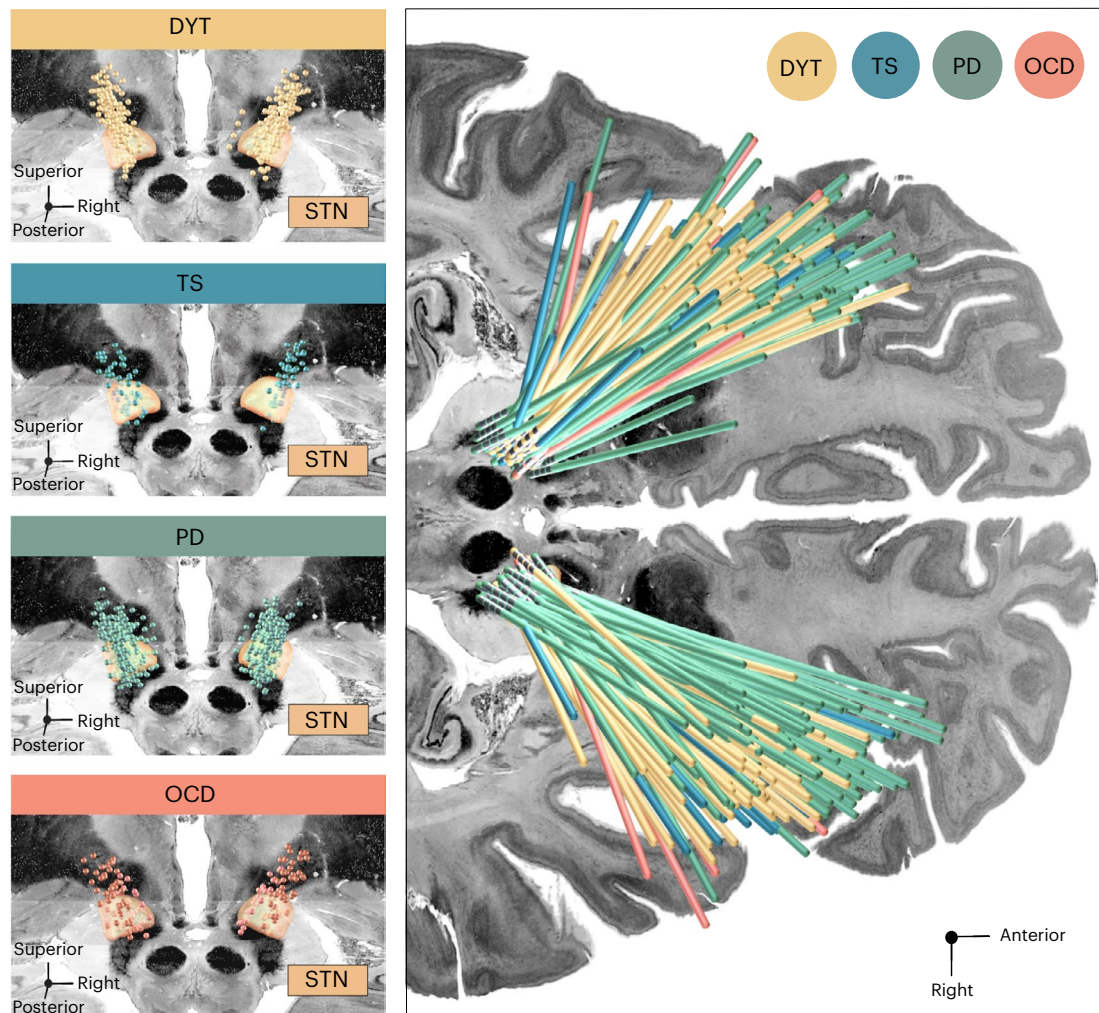 DYT
Superior
Right
Posterior
STN
TS
Superior
Right
Posterior
STN
PD
Superior
Right
Posterior
STN
OCD
Superior
Right
Posterior
STN
DYT TS PD OCD
Anterior
Right